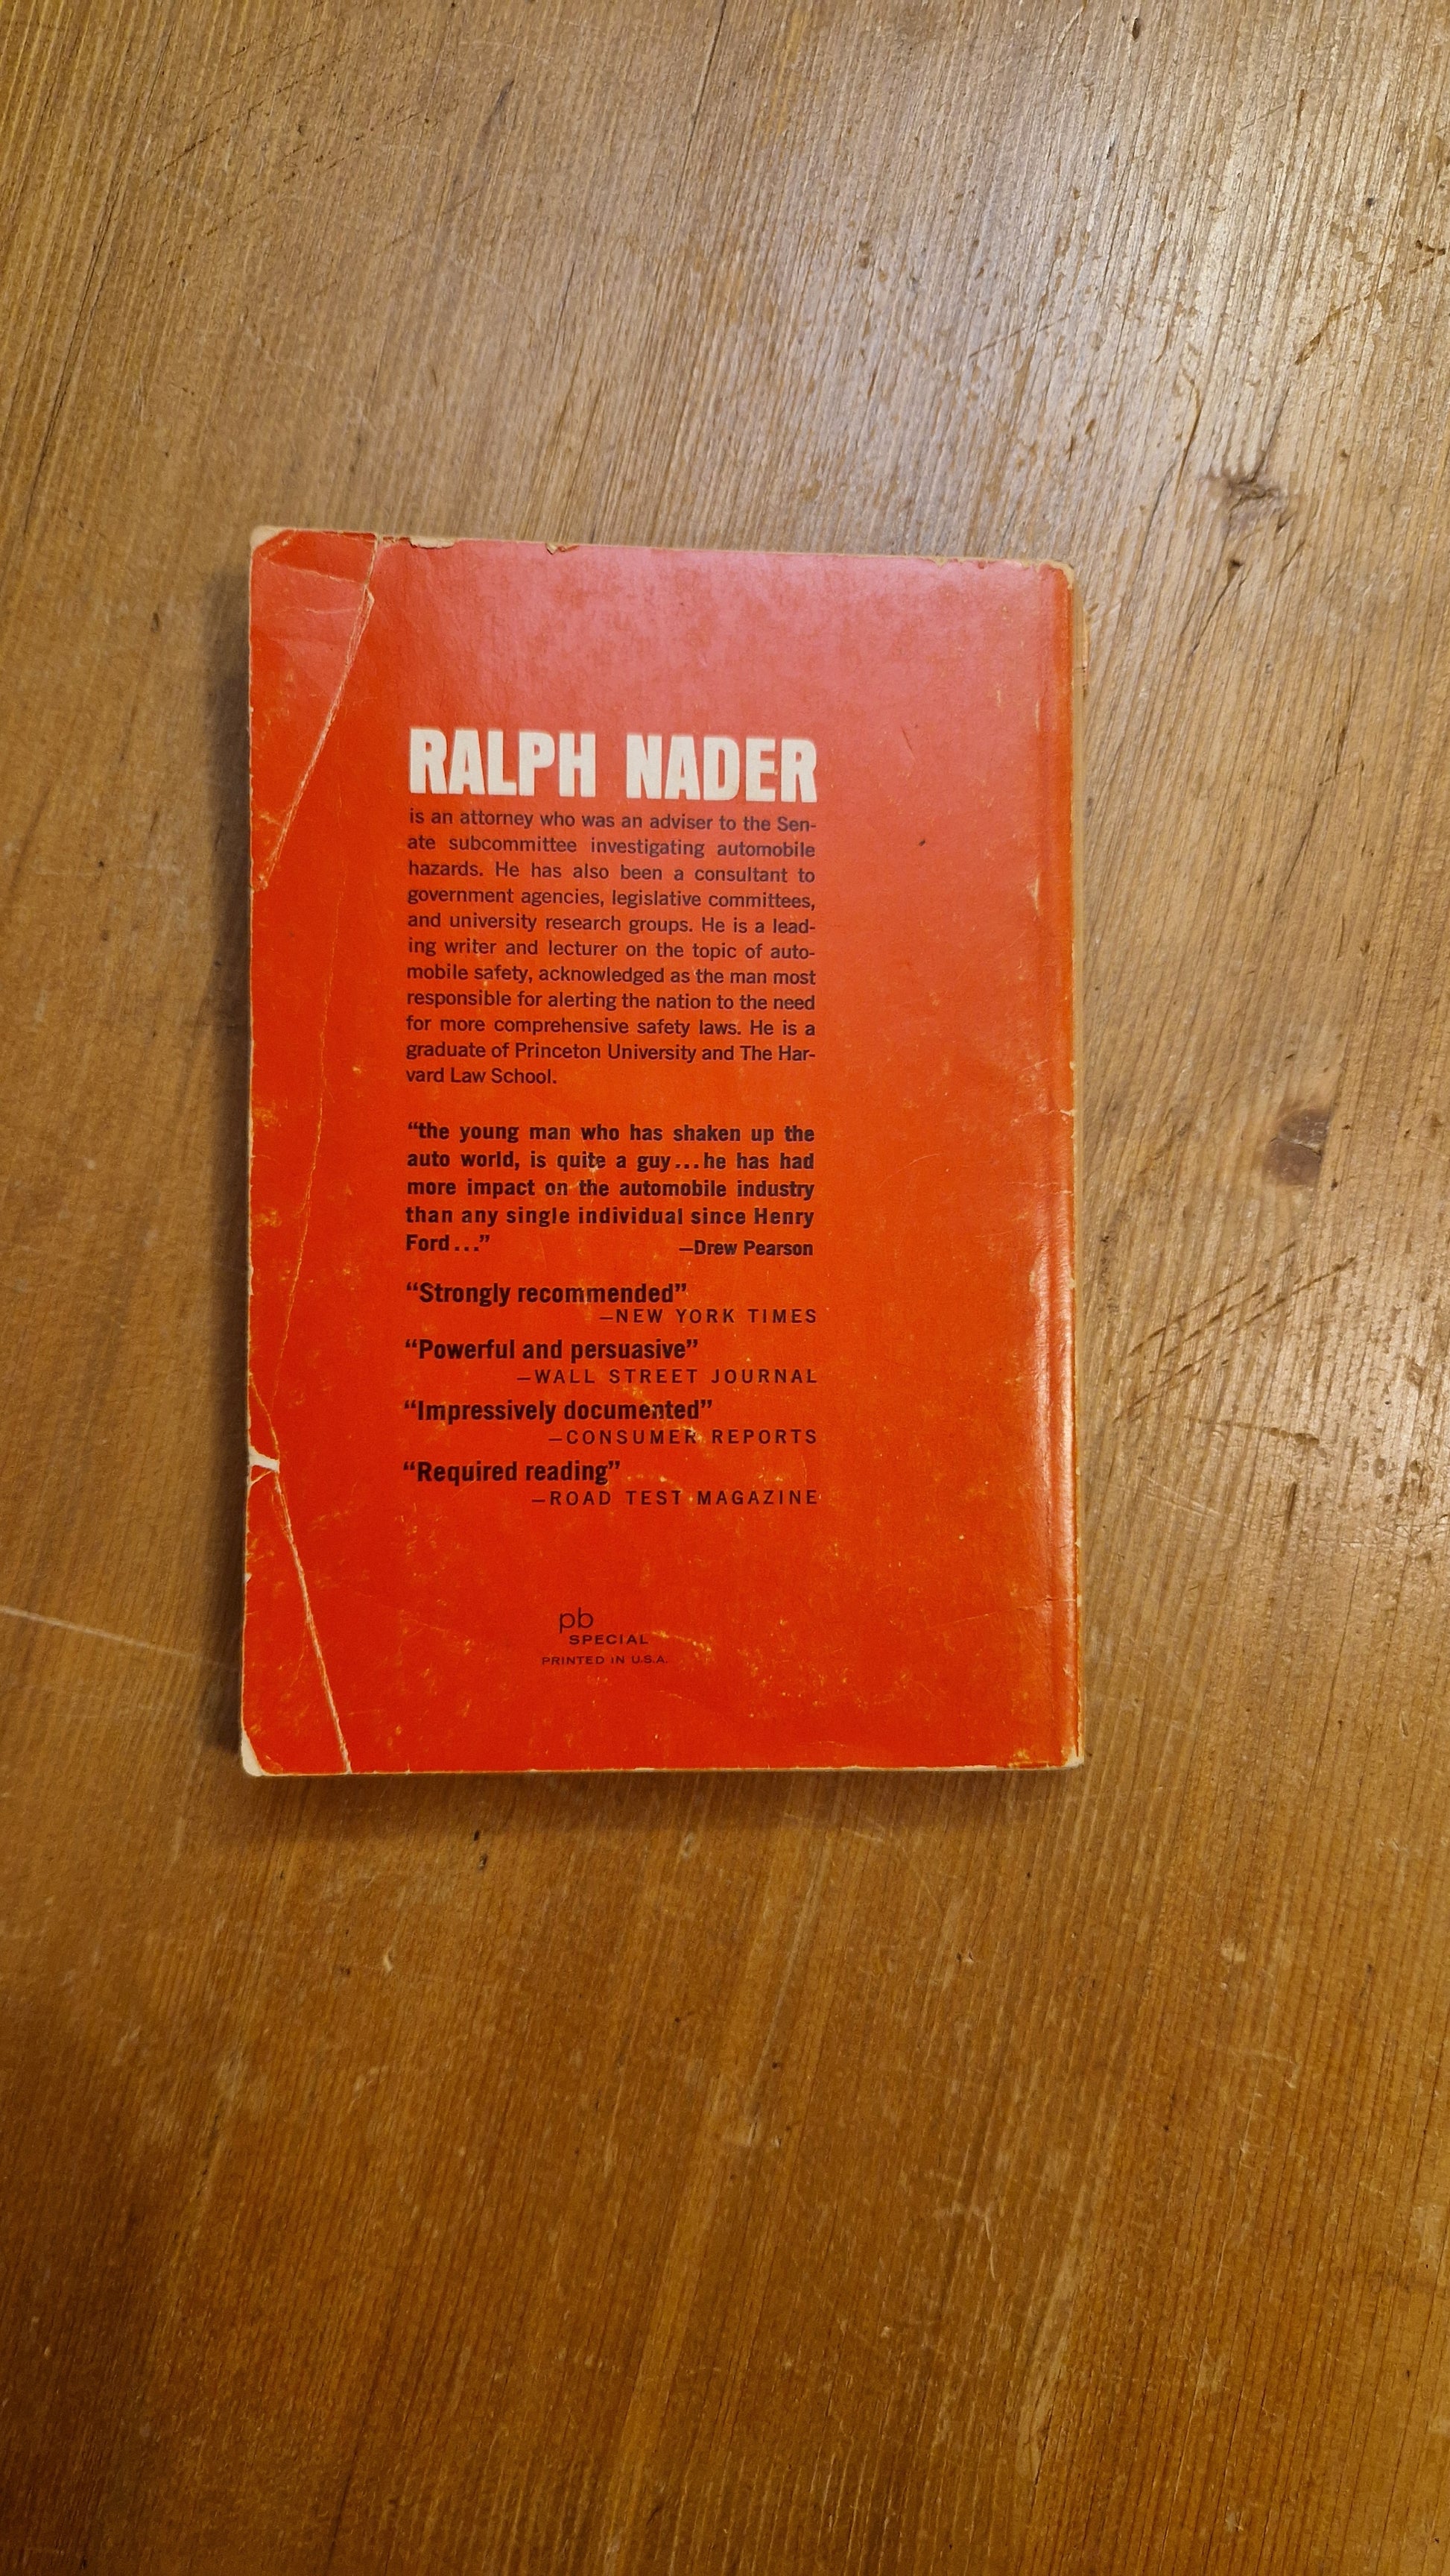 RALPH NADER
is an attorney who was an adviser to the Sen-
ate subcommittee investigating automobile
hazards. He has also been a consultant to
government agencies, legislative committees,
and university research groups. He is a lead-
ing writer and lecturer on the topic of auto-
mobile safety, acknowledged as the man most
responsible for alerting the nation to the need
for more comprehensive safety laws. He is a
graduate of Princeton University and The Har-
vard Law School.
“the young man who has shaken up the
auto world, is quite a guy...he has had
more impact on the automobile industry
than any single individual since Henry
Ford...” —Drew Pearson
“Strongly recommended”
—NEW YORK TIMES
“Powerful and persuasive”
—WALL STREET JOURNAL
“Impressively documented”
—CONSUMER REPORTS
“Required reading”
—ROAD TEST MAGAZINE
pb
SPECIAL
PRINTED IN U.S.A.